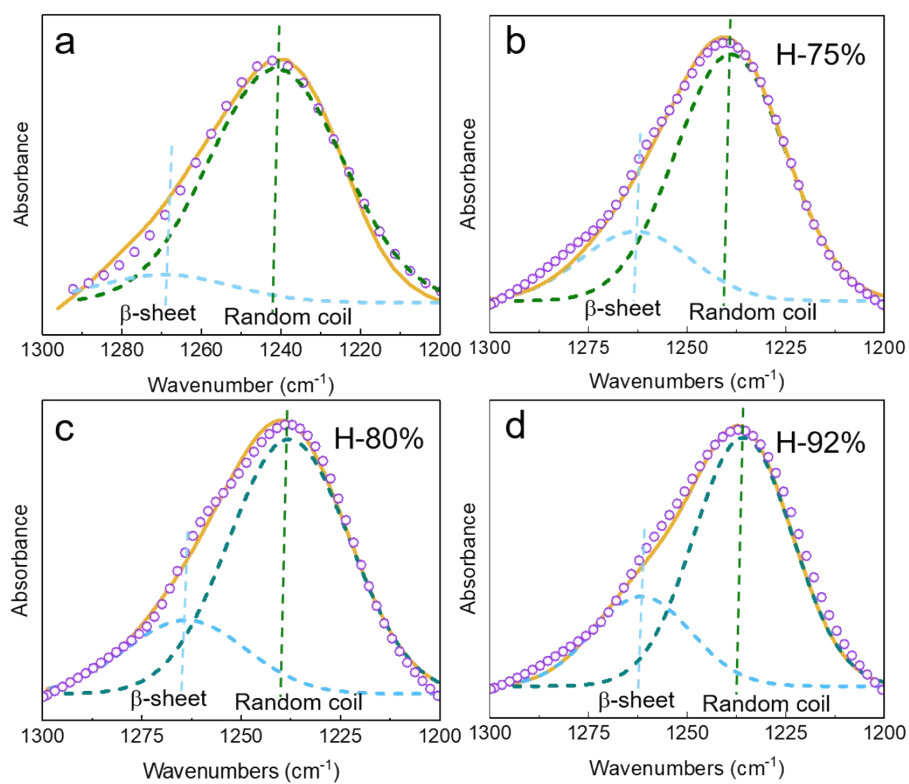 a
Absorbance
β-sheet
Random coil
1300 1280 1260 1240 1220 1200
Wavenumber (cm⁻¹)
b
H-75%
Absorbance
β-sheet
Random coil
1300 1275 1250 1225 1200
Wavenumbers (cm⁻¹)
c
H-80%
Absorbance
β-sheet
Random coil
1300 1275 1250 1225 1200
Wavenumbers (cm⁻¹)
d
H-92%
Absorbance
β-sheet
Random coil
1300 1275 1250 1225 1200
Wavenumbers (cm⁻¹)